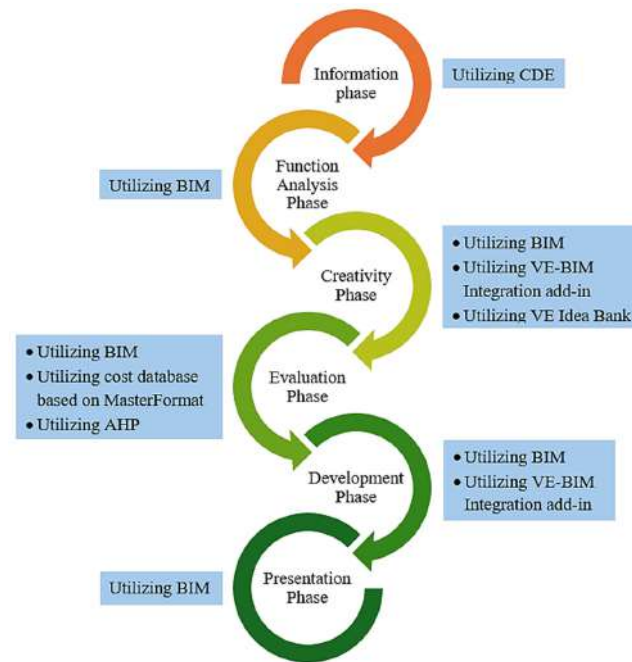 Information
phase
Utilizing CDE
Function
Analysis
Phase
Utilizing BIM
Creativity
Phase
• Utilizing BIM
• Utilizing VE-BIM
Integration add-in
• Utilizing VE Idea Bank
Evaluation
Phase
• Utilizing BIM
• Utilizing cost database
based on MasterFormat
• Utilizing AHP
Development
Phase
• Utilizing BIM
• Utilizing VE-BIM
Integration add-in
Presentation
Phase
Utilizing BIM